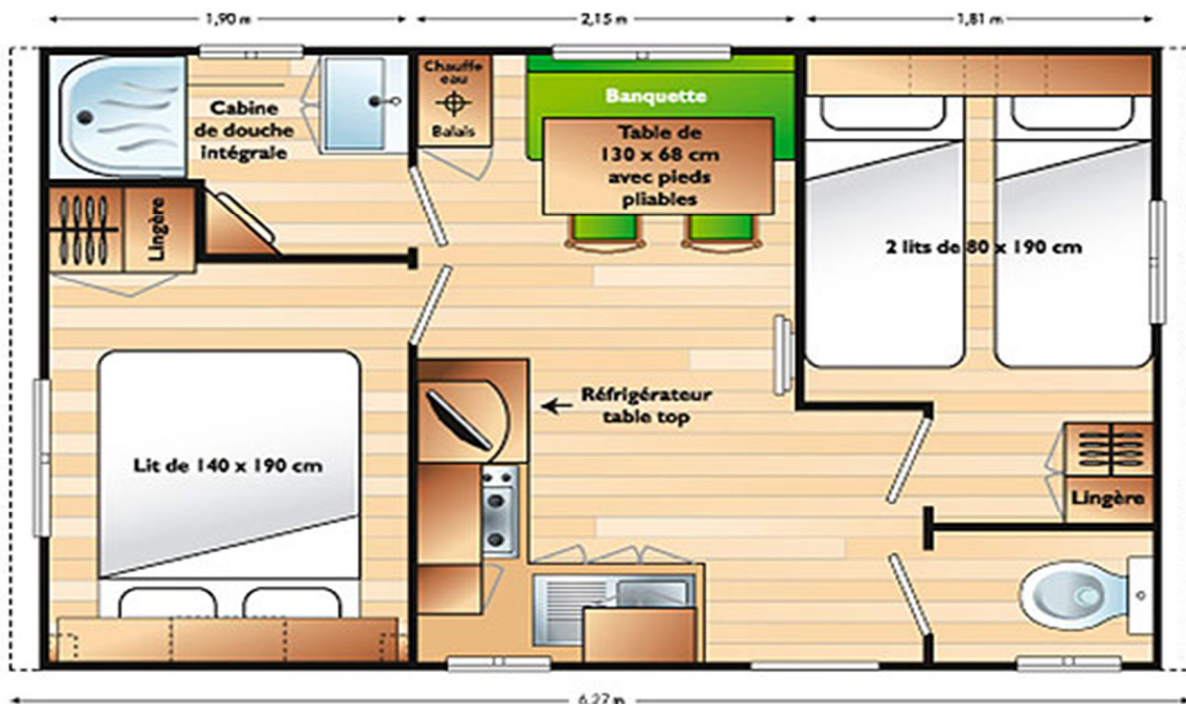 1,90 m
2,15 m
1,81 m
Cabine
de douche
intégrale
Chauffe
eau
Balais
Banquette
Table de
130 x 68 cm
avec pieds
pliables
Lingère
2 lits de 80 x 190 cm
Réfrigérateur
table top
Lit de 140 x 190 cm
Lingère
6,27 m